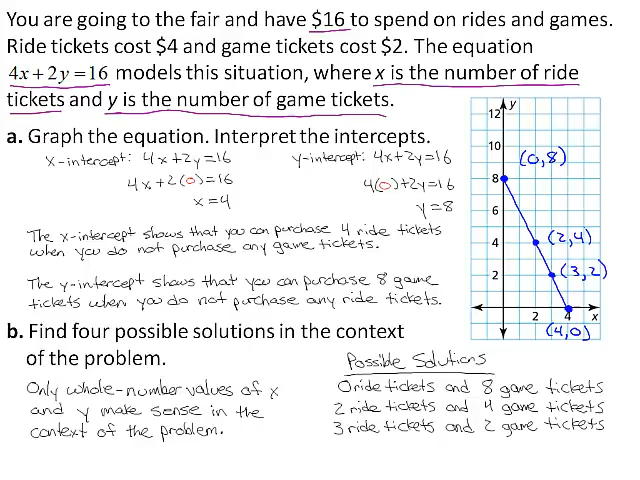 You are going to the fair and have $16 to spend on rides and games.
Ride tickets cost $4 and game tickets cost $2. The equation
4x + 2y = 16 models this situation, where x is the number of ride
tickets and y is the number of game tickets.
a. Graph the equation. Interpret the intercepts.
x-intercept: 4x+2y=16
4x+2(0)=16
x=4
y-intercept: 4x+2y=16
4(0)+2y=16
y=8
The x-intercept shows that you can purchase 4 ride tickets
when you do not purchase any game tickets.
The y-intercept shows that you can purchase 8 game
tickets when you do not purchase any ride tickets.
12
y
10
8
6
4
2
2
4
x
(0,8)
(2,4)
(3,2)
(4,0)
b. Find four possible solutions in the context
of the problem.
Only whole-number values of x
and y make sense in the
context of the problem.
Possible Solutions
0 ride tickets and 8 game tickets
2 ride tickets and 4 game tickets
3 ride tickets and 2 game tickets